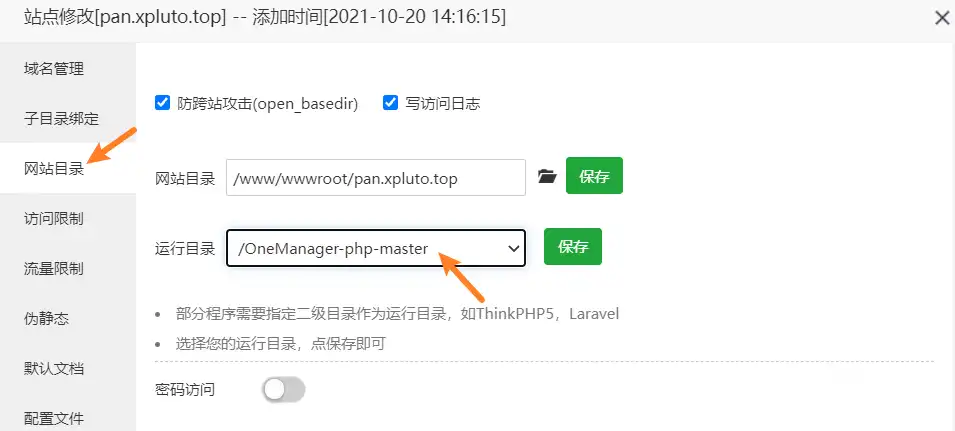 站点修改[pan.xpluto.top] -- 添加时间[2021-10-20 14:16:15]
域名管理
子目录绑定
网站目录
访问限制
流量限制
伪静态
默认文档
配置文件
防跨站攻击(open_basedir) 写访问日志
网站目录 /www/wwwroot/pan.xpluto.top 保存
运行目录 /OneManager-php-master 保存
部分程序需要指定二级目录作为运行目录，如ThinkPHP5，Laravel
选择您的运行目录，点保存即可
密码访问